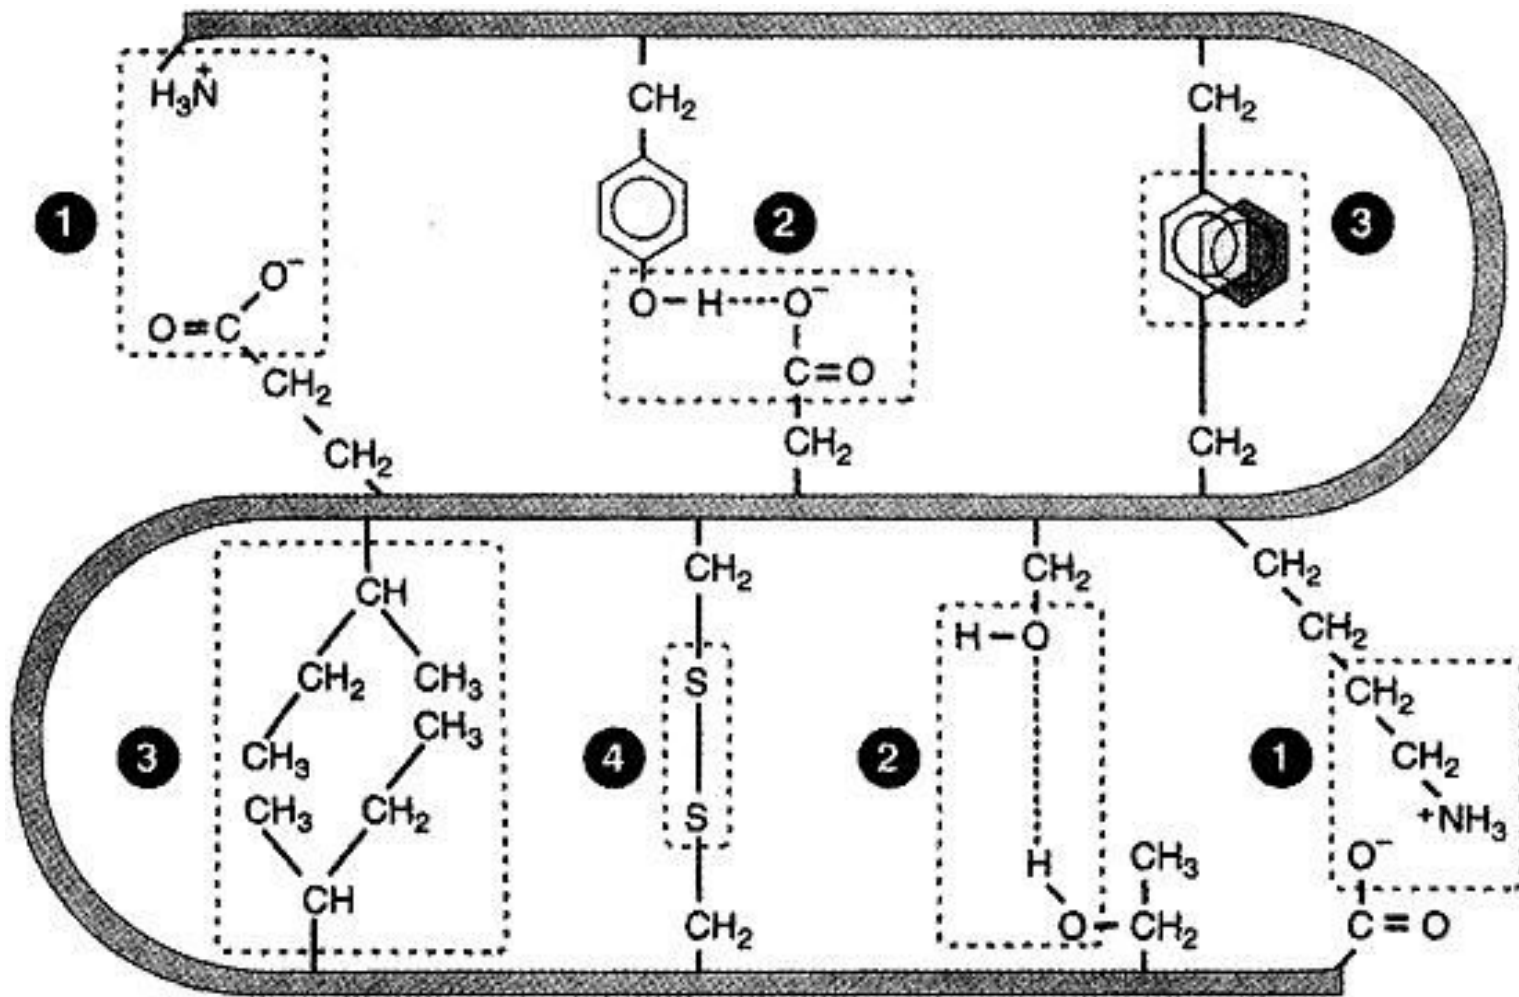 H₃N⁺
CH₂
CH₂
1
2
3
O⁻
O=C
O–H----O⁻
C=O
CH₂
CH₂
CH₂
CH₂
CH₂
CH₂
CH₂
CH₂
CH
H–O
CH₂
CH₂
CH₃
S
CH₂
CH₃
3
4
2
1
CH₂
CH₃
CH₃
CH₂
S
⁺NH₃
H
CH₃
O⁻
CH
CH₂
O–CH₂
C=O